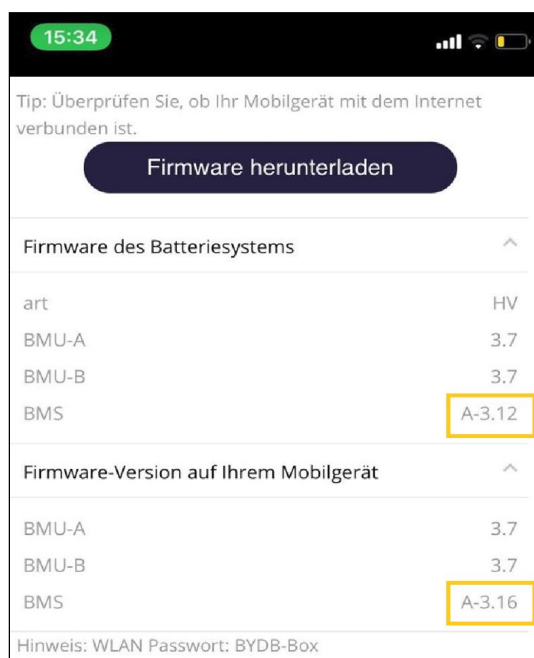 15:34
Tip: Überprüfen Sie, ob Ihr Mobilgerät mit dem Internet
verbunden ist.
Firmware herunterladen
Firmware des Batteriesystems
art HV
BMU-A 3.7
BMU-B 3.7
BMS A-3.12
Firmware-Version auf Ihrem Mobilgerät
BMU-A 3.7
BMU-B 3.7
BMS A-3.16
Hinweis: WLAN Passwort: BYDB-Box